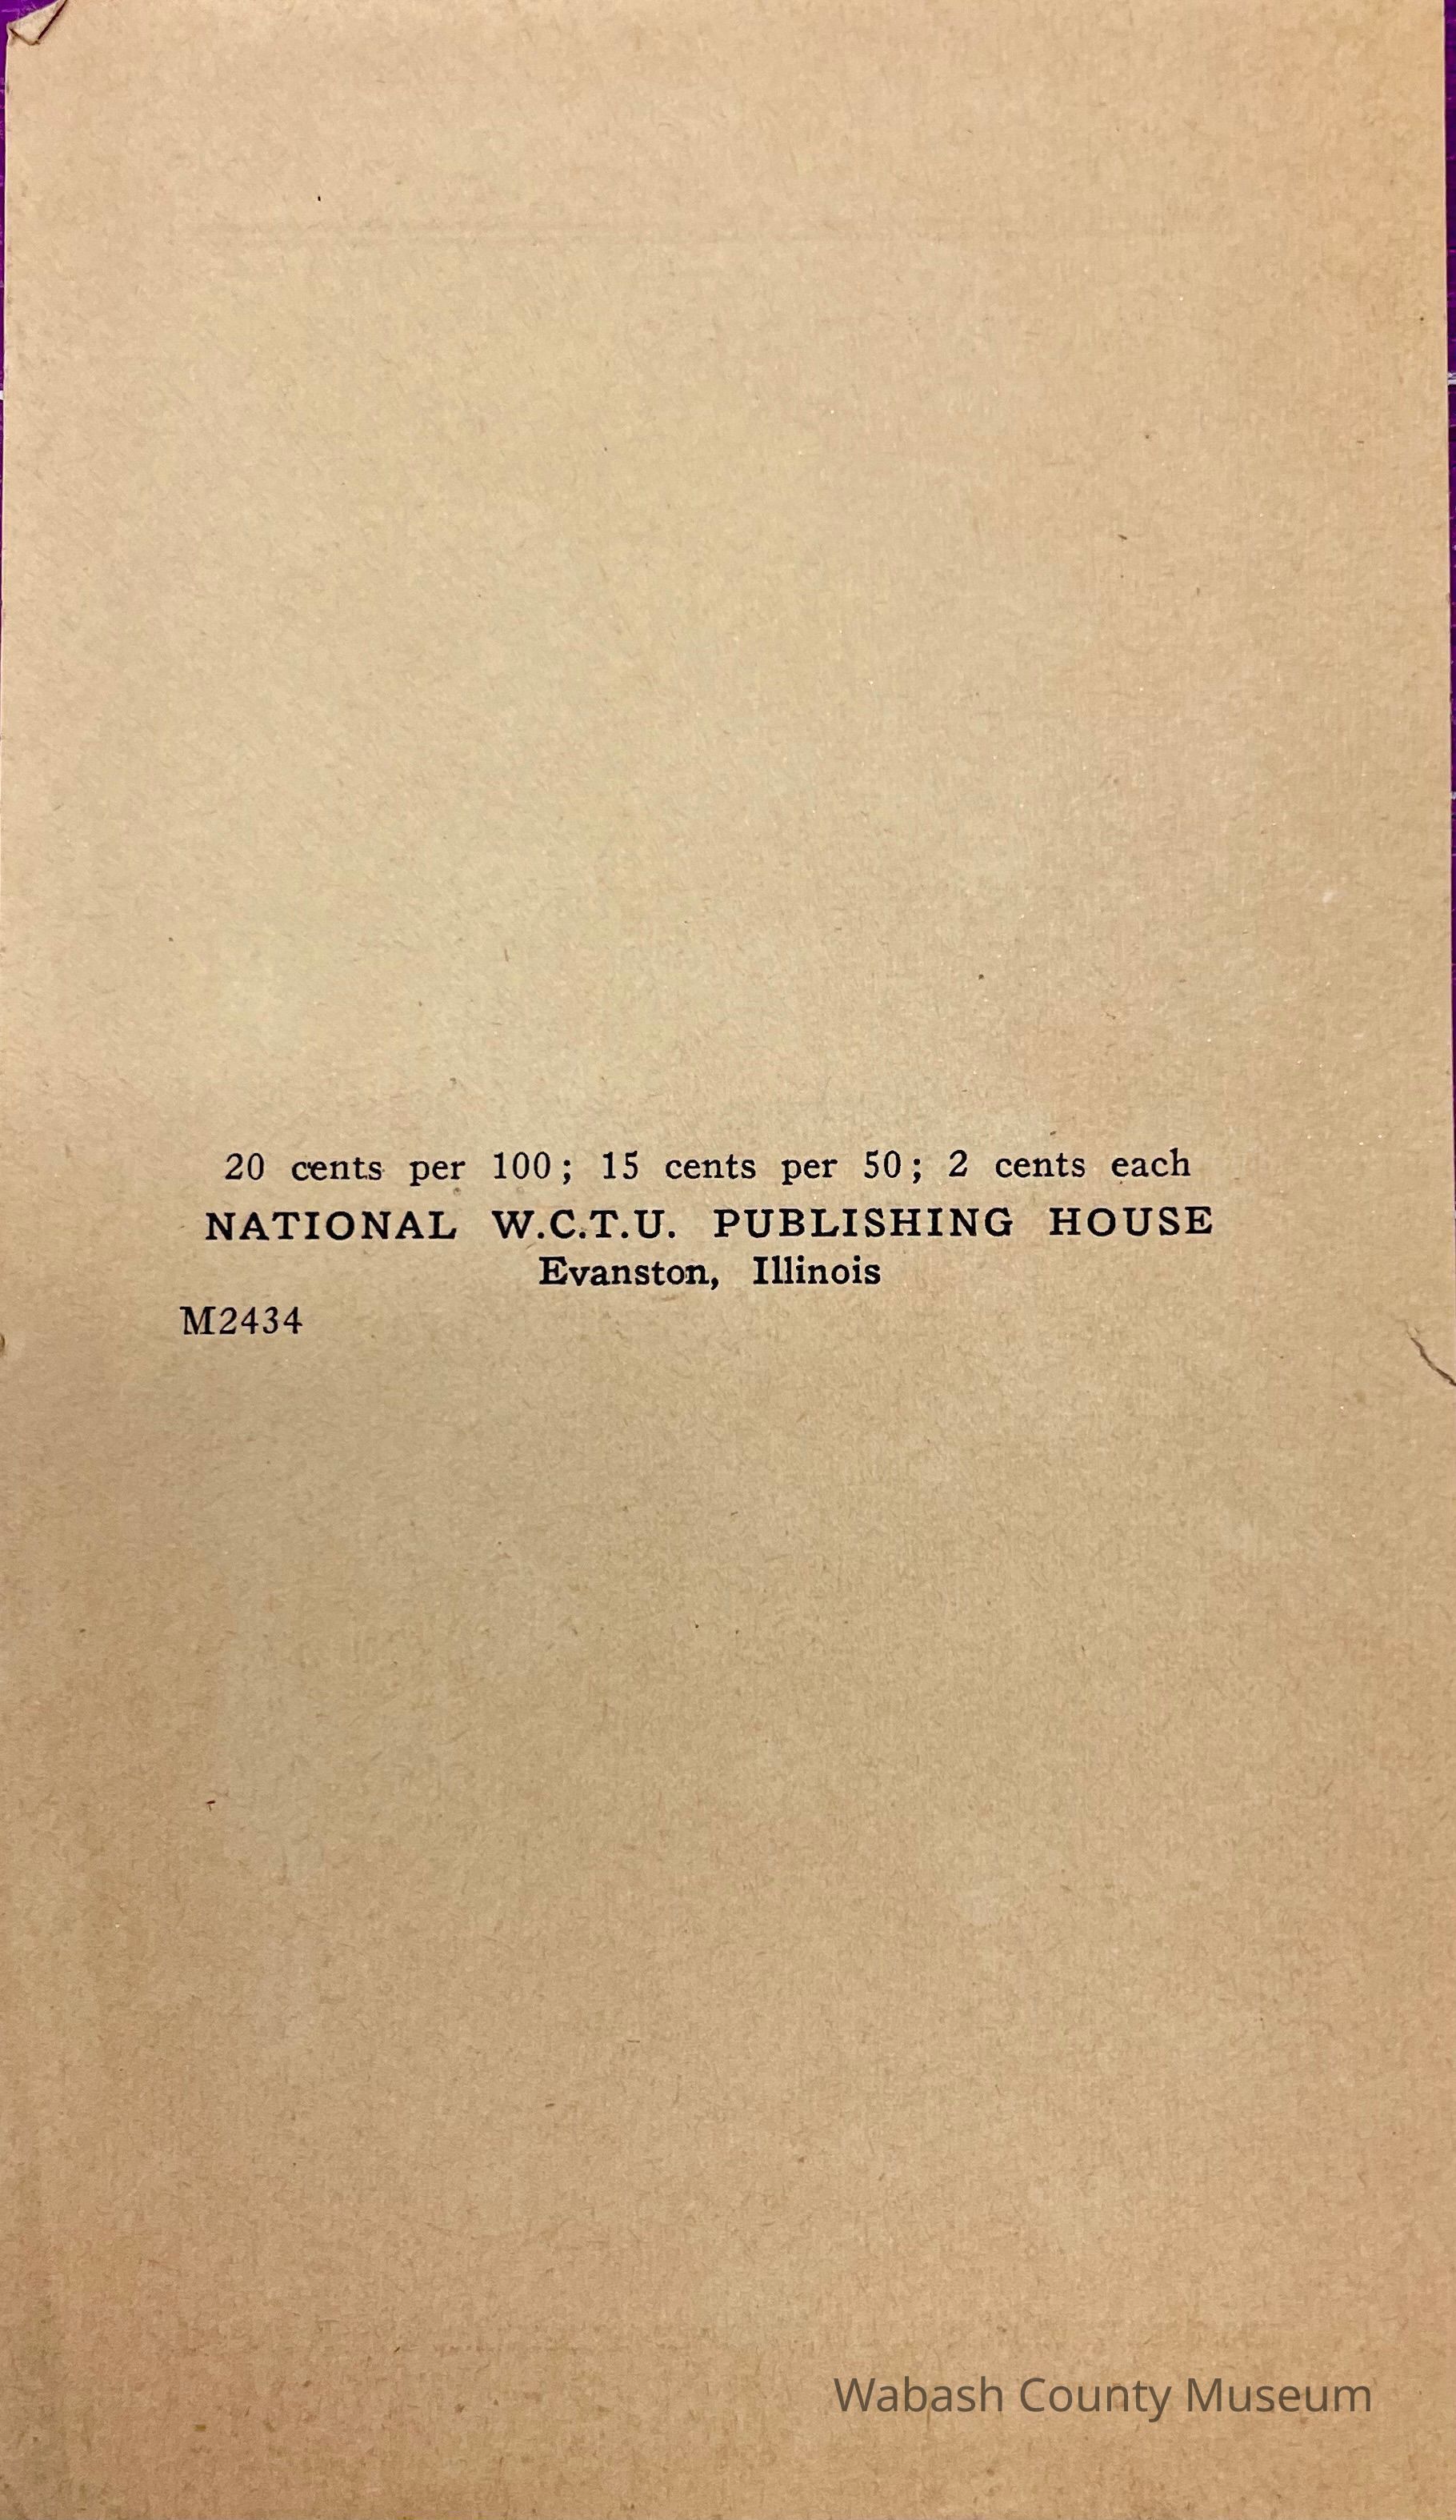 20 cents per 100; 15 cents per 50; 2 cents each
NATIONAL W.C.T.U. PUBLISHING HOUSE
Evanston, Illinois
M2434
Wabash County Museum